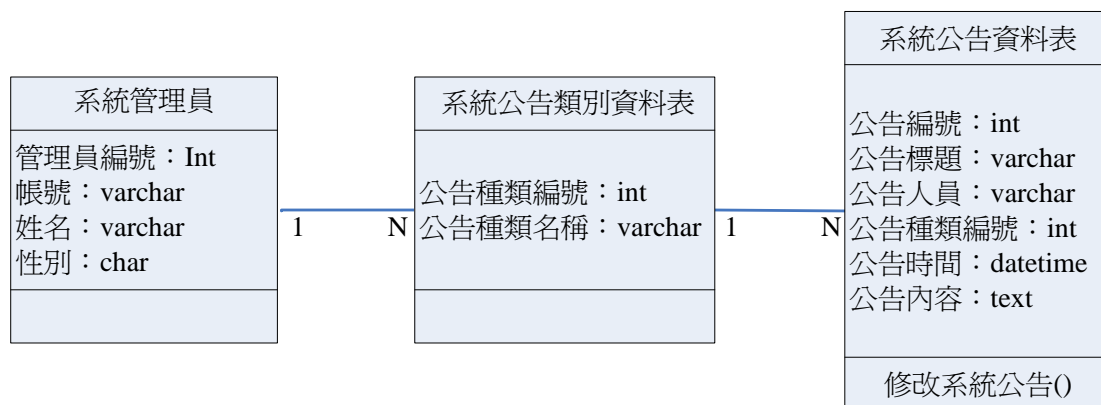 系統管理員
管理員編號：Int
帳號：varchar
姓名：varchar
性別：char
1
N
系統公告類別資料表
公告種類編號：int
公告種類名稱：varchar
1
N
系統公告資料表
公告編號：int
公告標題：varchar
公告人員：varchar
公告種類編號：int
公告時間：datetime
公告內容：text
修改系統公告()